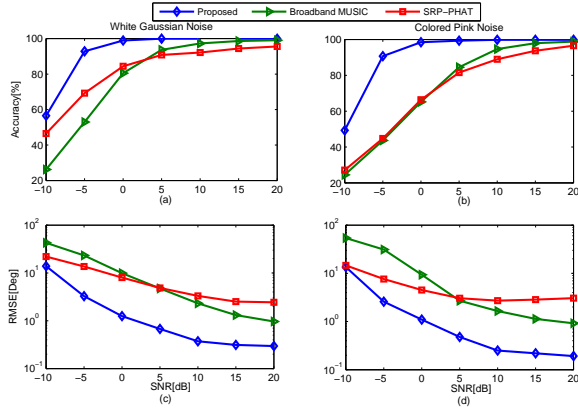 Proposed Broadband MUSIC SRP−PHAT
White Gaussian Noise Colored Pink Noise
Accuracy[%]
100 100
80 80
60 60
40 40
20 20
−10 −5 0 5 10 15 20 −10 −5 0 5 10 15 20
(a) (b)
RMSE[Deg]
10^2 10^2
10^1 10^1
10^0 10^0
10^−1 10^−1
−10 −5 0 5 10 15 20 −10 −5 0 5 10 15 20
SNR[dB] SNR[dB]
(c) (d)